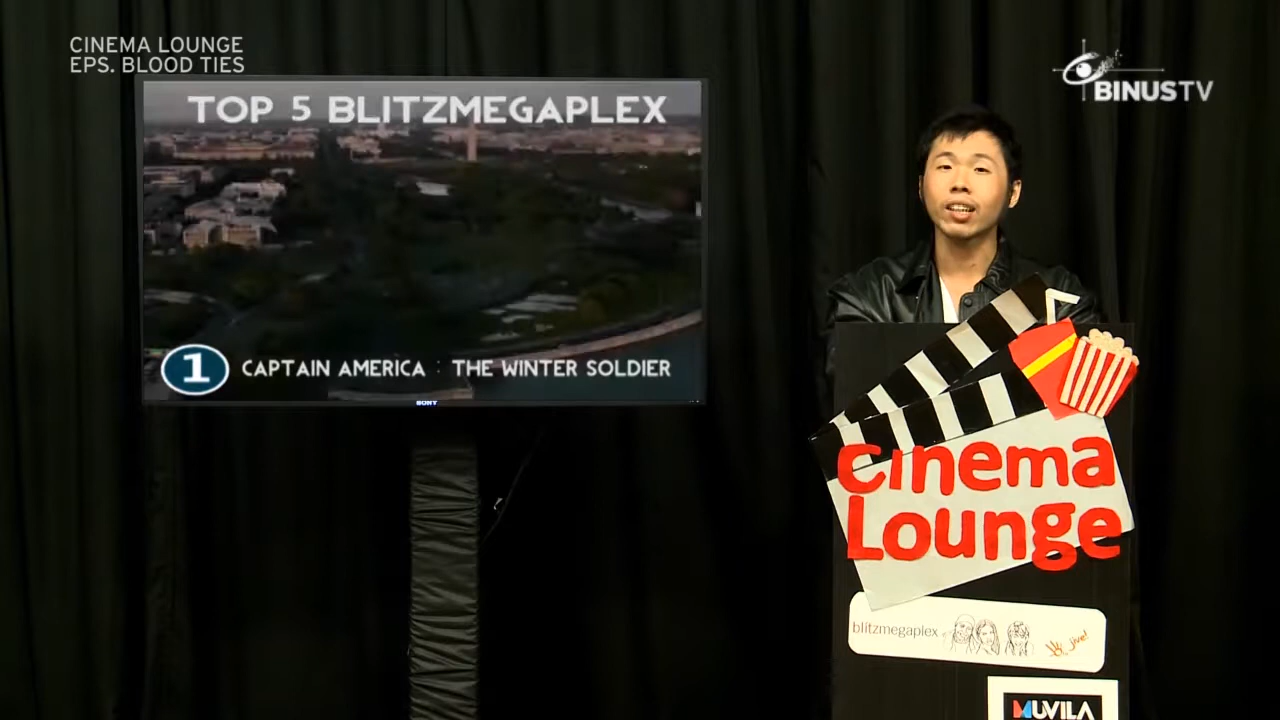 CINEMA LOUNGE
EPS. BLOOD TIES
BINUSTV
TOP 5 BLITZMEGAPLEX
1 CAPTAIN AMERICA : THE WINTER SOLDIER
SONY
Cinema
Lounge
blitzmegaplex
jive!
MUVILA